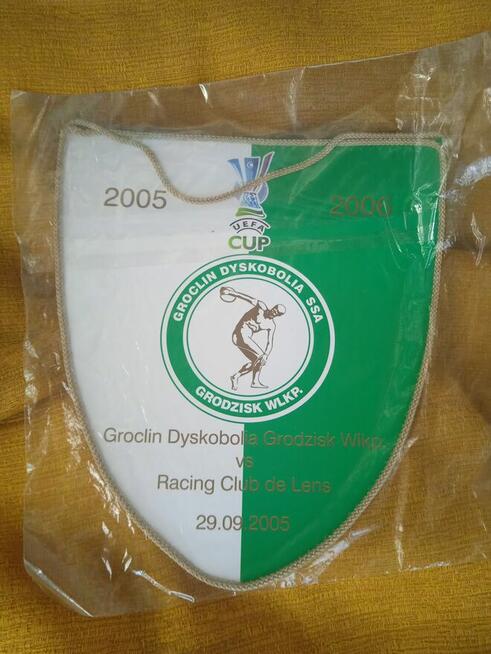 2005 2006
UEFA
CUP
GROCLIN DYSKOBOLIA SSA
GRODZISK WLKP.
Groclin Dyskobolia Grodzisk Wlkp.
vs
Racing Club de Lens
29.09.2005